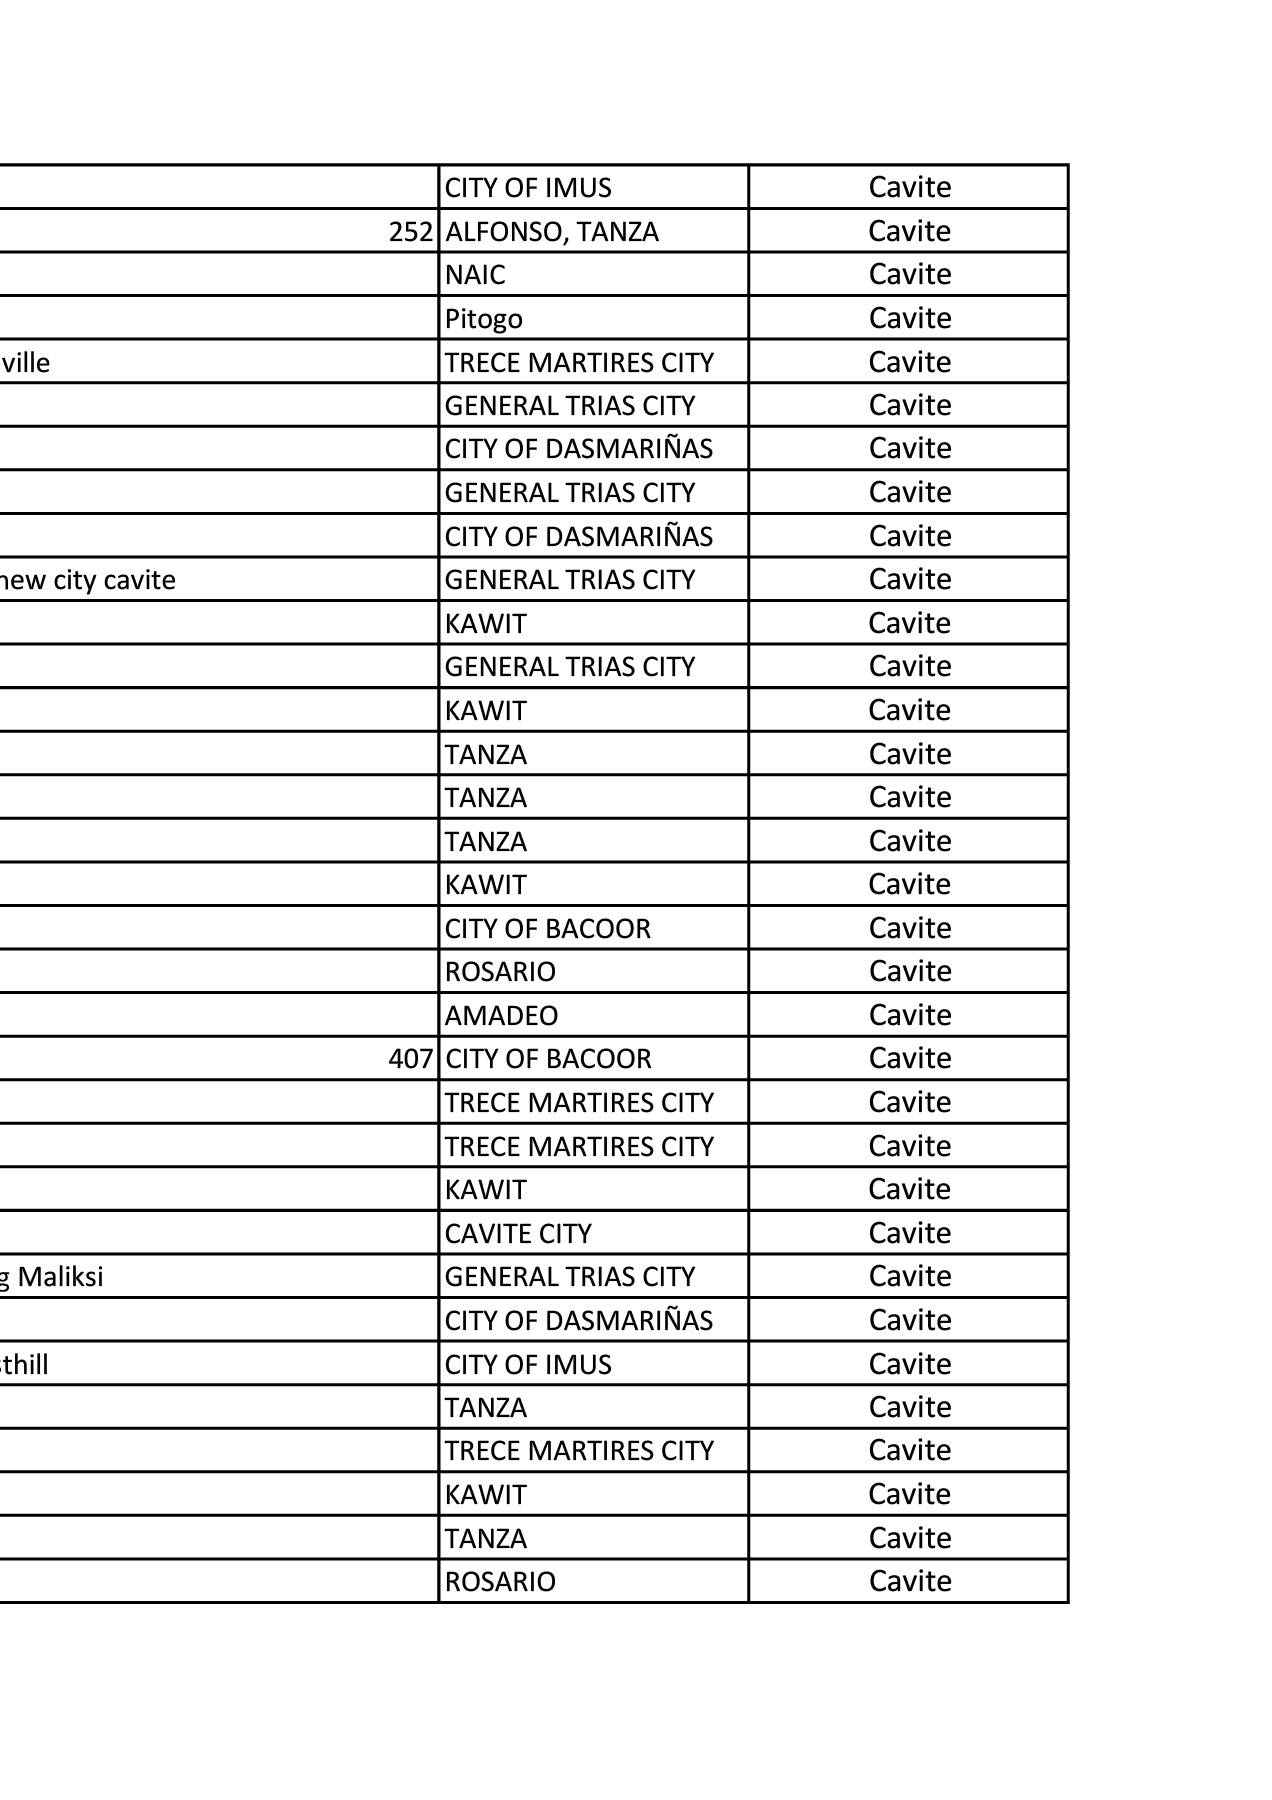 CITY OF IMUS Cavite
252 ALFONSO, TANZA Cavite
NAIC Cavite
Pitogo Cavite
ville TRECE MARTIRES CITY Cavite
GENERAL TRIAS CITY Cavite
CITY OF DASMARIÑAS Cavite
GENERAL TRIAS CITY Cavite
CITY OF DASMARIÑAS Cavite
new city cavite GENERAL TRIAS CITY Cavite
KAWIT Cavite
GENERAL TRIAS CITY Cavite
KAWIT Cavite
TANZA Cavite
TANZA Cavite
TANZA Cavite
KAWIT Cavite
CITY OF BACOOR Cavite
ROSARIO Cavite
AMADEO Cavite
407 CITY OF BACOOR Cavite
TRECE MARTIRES CITY Cavite
TRECE MARTIRES CITY Cavite
KAWIT Cavite
CAVITE CITY Cavite
g Maliksi GENERAL TRIAS CITY Cavite
CITY OF DASMARIÑAS Cavite
sthill CITY OF IMUS Cavite
TANZA Cavite
TRECE MARTIRES CITY Cavite
KAWIT Cavite
TANZA Cavite
ROSARIO Cavite